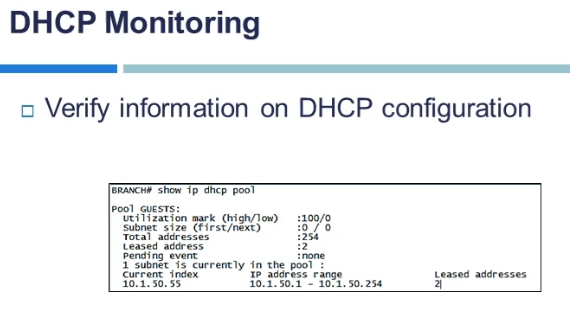 DHCP Monitoring
Verify information on DHCP configuration
BRANCH# show ip dhcp pool
Pool GUESTS:
Utilization mark (high/low) :100/0
Subnet size (first/next) :0 / 0
Total addresses :254
Leased address :2
Pending event :none
1 subnet is currently in the pool :
Current index IP address range Leased addresses
10.1.50.55 10.1.50.1 - 10.1.50.254 2